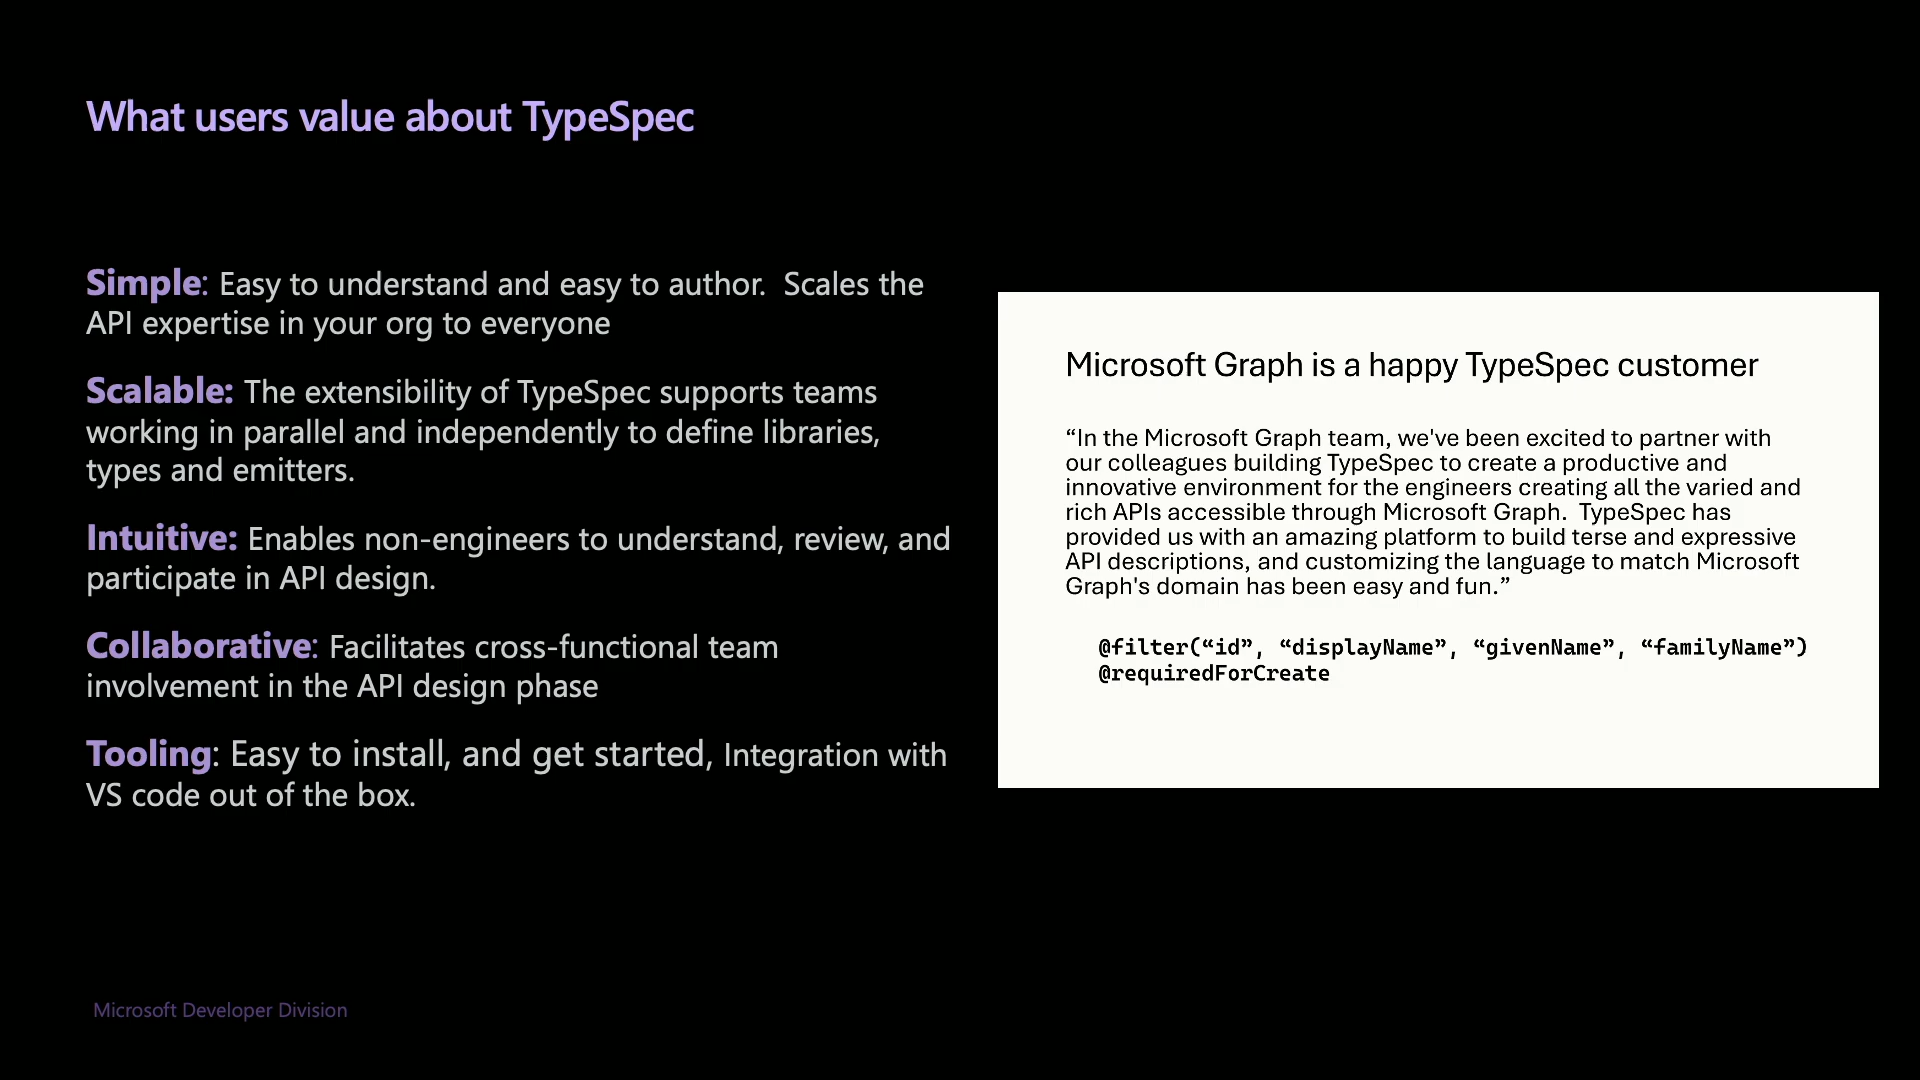 What users value about TypeSpec
Simple: Easy to understand and easy to author.  Scales the
API expertise in your org to everyone
Scalable: The extensibility of TypeSpec supports teams
working in parallel and independently to define libraries,
types and emitters.
Intuitive: Enables non-engineers to understand, review, and
participate in API design.
Collaborative: Facilitates cross-functional team
involvement in the API design phase
Tooling: Easy to install, and get started, Integration with
VS code out of the box.
Microsoft Graph is a happy TypeSpec customer
“In the Microsoft Graph team, we've been excited to partner with
our colleagues building TypeSpec to create a productive and
innovative environment for the engineers creating all the varied and
rich APIs accessible through Microsoft Graph.  TypeSpec has
provided us with an amazing platform to build terse and expressive
API descriptions, and customizing the language to match Microsoft
Graph's domain has been easy and fun.”
@filter(“id”, “displayName”, “givenName”, “familyName”)
@requiredForCreate
Microsoft Developer Division